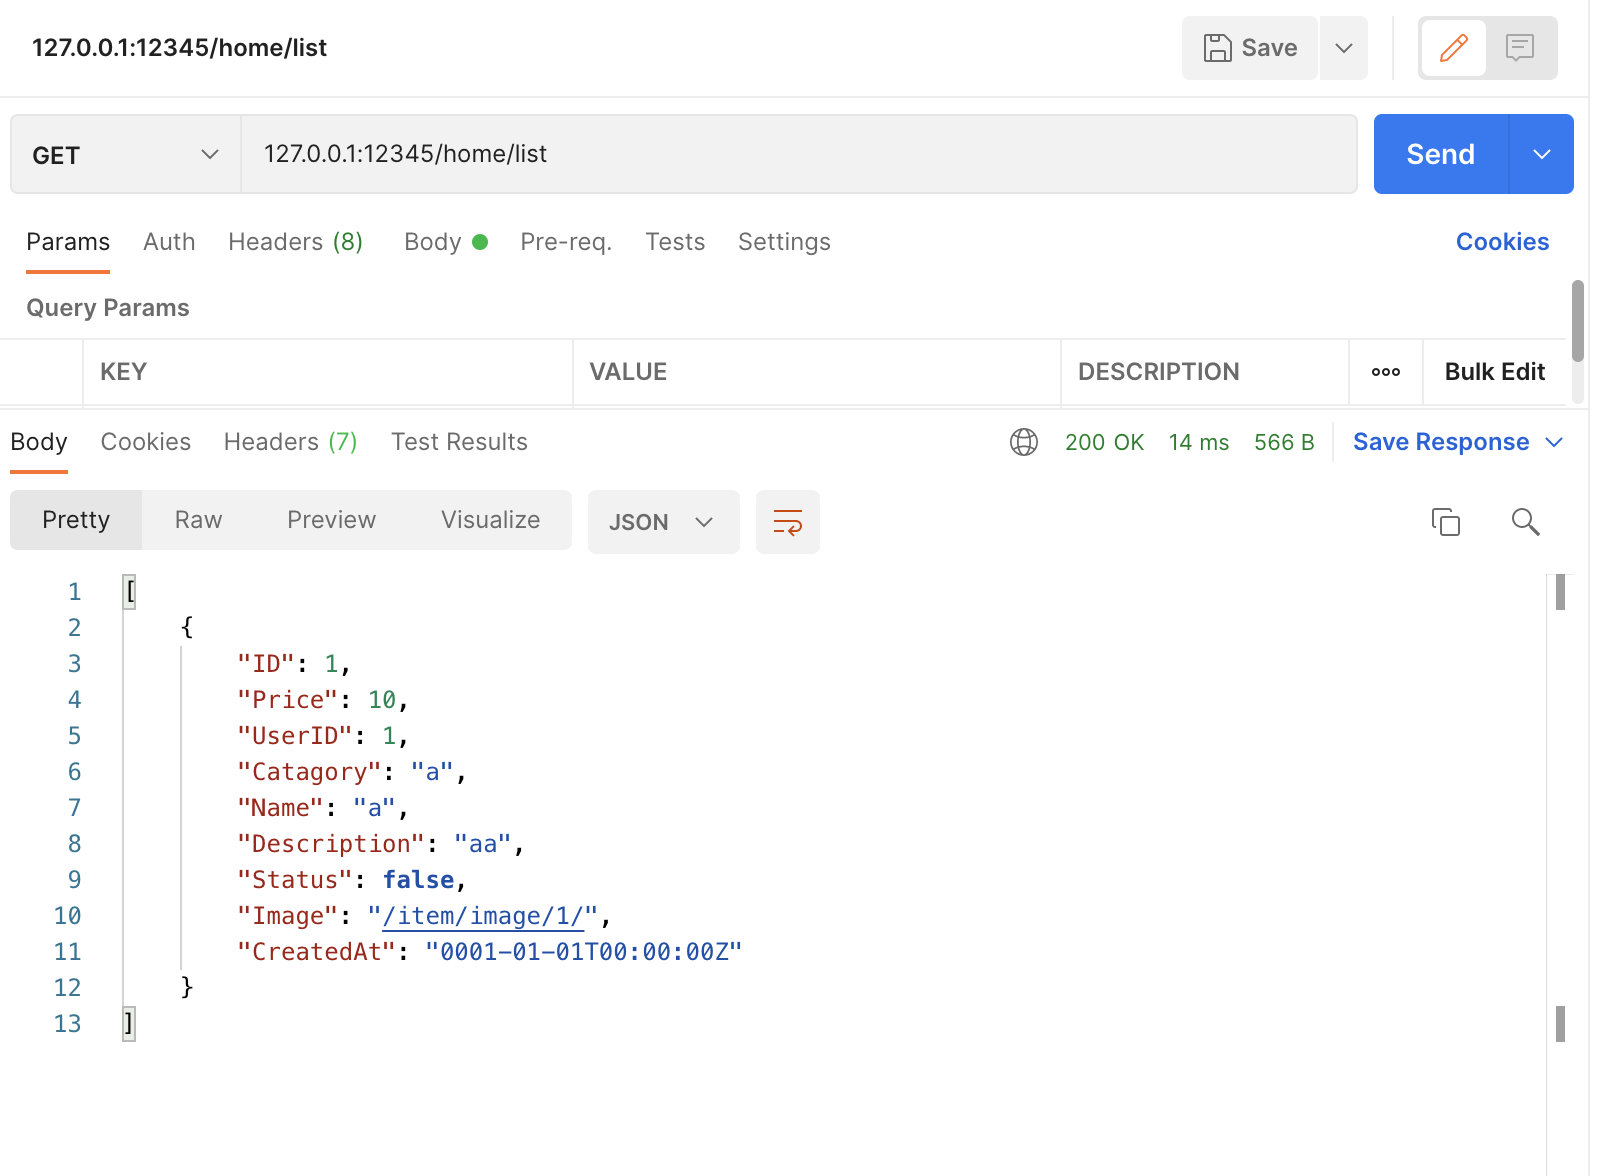 127.0.0.1:12345/home/list
Save
GET
127.0.0.1:12345/home/list
Send
Params Auth Headers (8) Body Pre-req. Tests Settings Cookies
Query Params
KEY VALUE DESCRIPTION ooo Bulk Edit
Body Cookies Headers (7) Test Results 200 OK 14 ms 566 B Save Response
Pretty Raw Preview Visualize JSON
1 [
2 {
3 "ID": 1,
4 "Price": 10,
5 "UserID": 1,
6 "Catagory": "a",
7 "Name": "a",
8 "Description": "aa",
9 "Status": false,
10 "Image": "/item/image/1/",
11 "CreatedAt": "0001-01-01T00:00:00Z"
12 }
13 ]